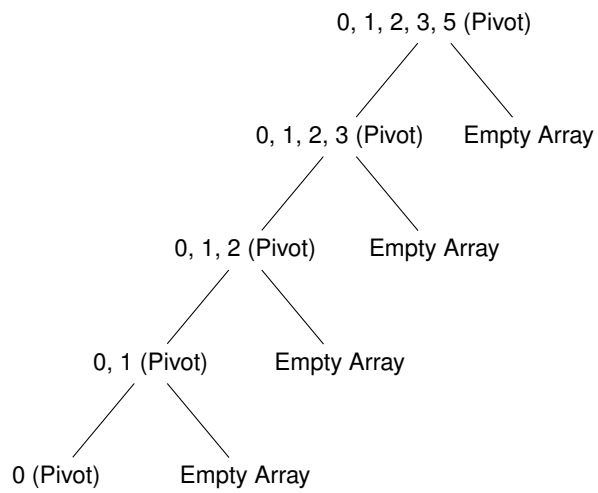 0, 1, 2, 3, 5 (Pivot)
0, 1, 2, 3 (Pivot)
Empty Array
0, 1, 2 (Pivot)
Empty Array
0, 1 (Pivot)
Empty Array
0 (Pivot)
Empty Array